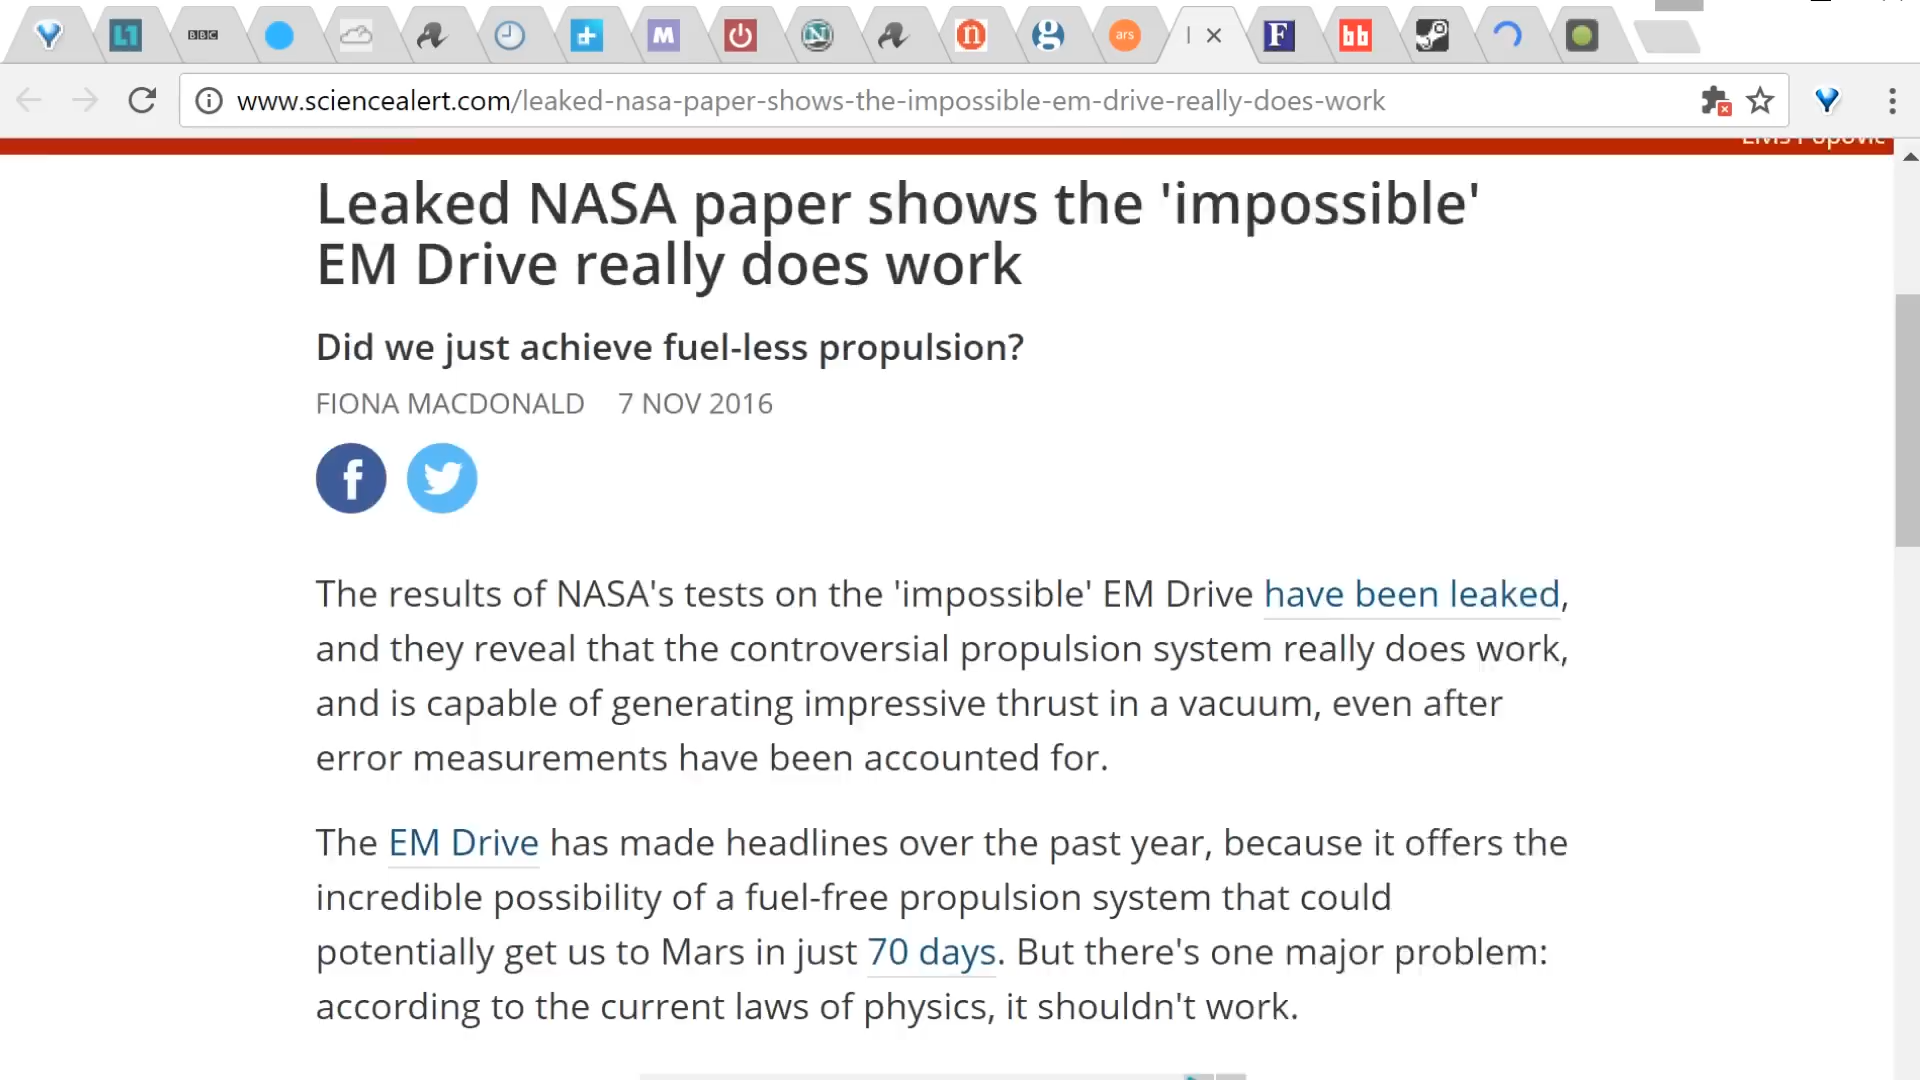 BBC
M
N
n
g
ars
F
bb
www.sciencealert.com/leaked-nasa-paper-shows-the-impossible-em-drive-really-does-work
Leaked NASA paper shows the 'impossible'
EM Drive really does work
Did we just achieve fuel-less propulsion?
FIONA MACDONALD 7 NOV 2016
The results of NASA's tests on the 'impossible' EM Drive have been leaked,
and they reveal that the controversial propulsion system really does work,
and is capable of generating impressive thrust in a vacuum, even after
error measurements have been accounted for.
The EM Drive has made headlines over the past year, because it offers the
incredible possibility of a fuel-free propulsion system that could
potentially get us to Mars in just 70 days. But there's one major problem:
according to the current laws of physics, it shouldn't work.